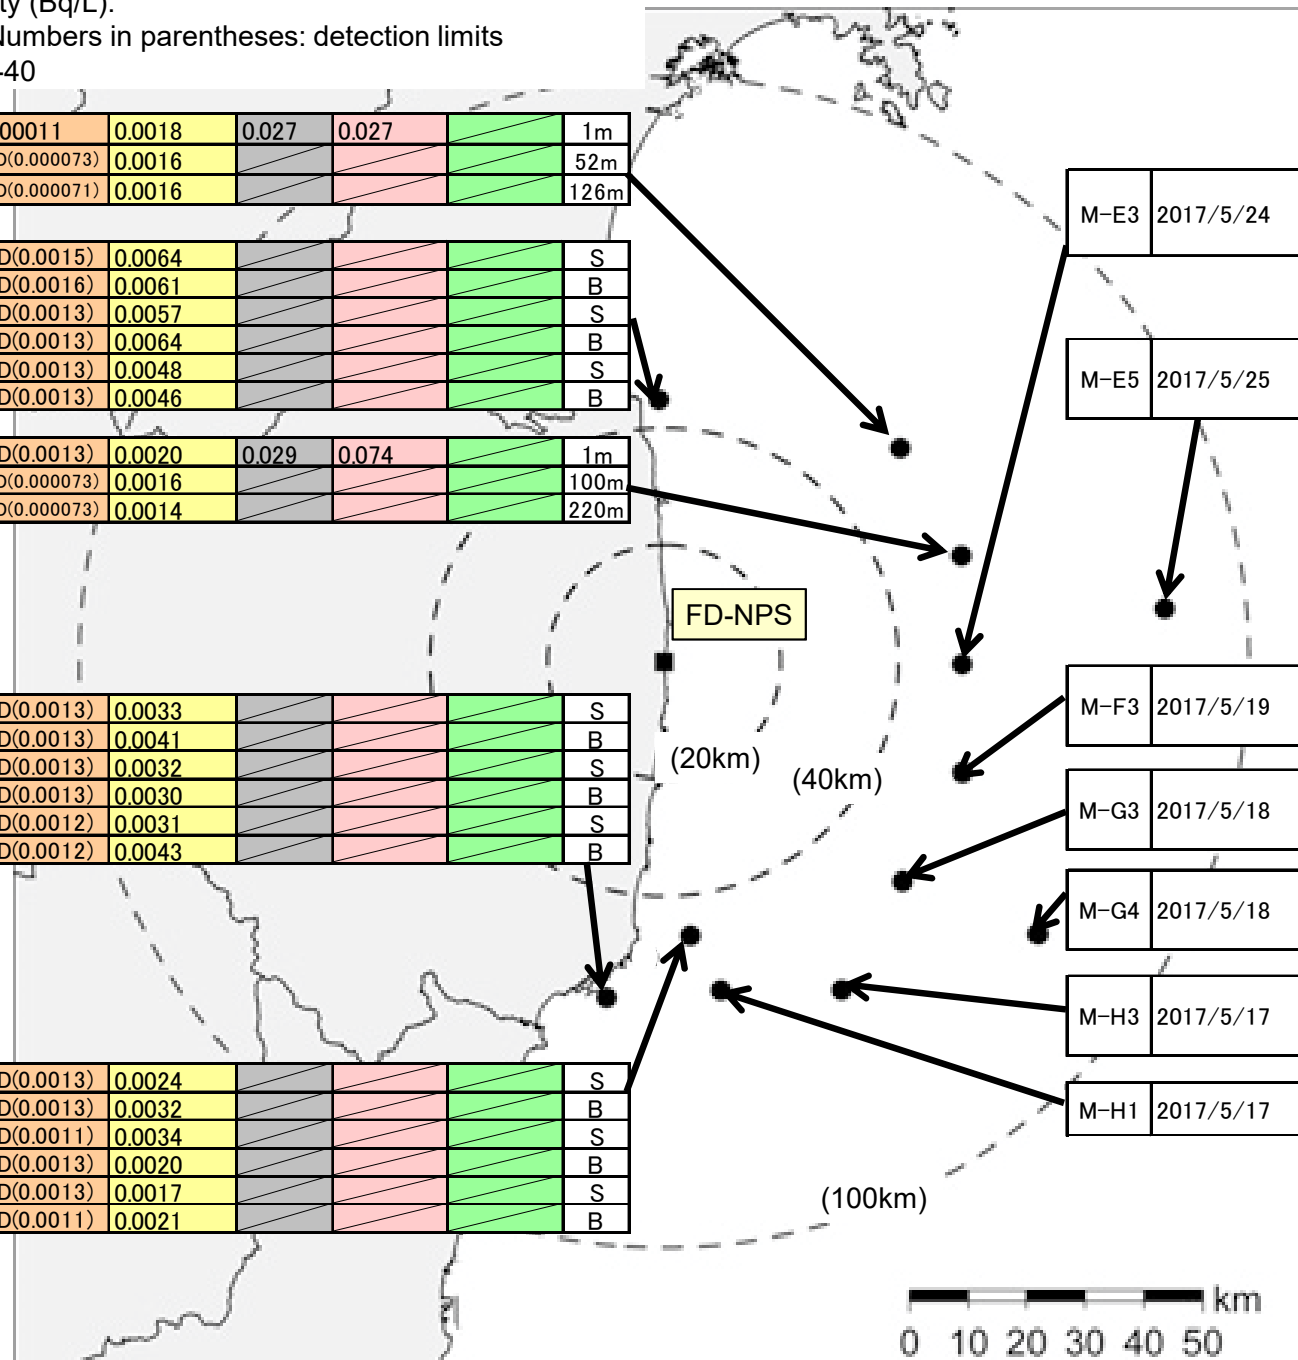 ty (Bq/L).
Numbers in parentheses: detection limits
-40
00011 0.0018 0.027 0.027 1m
D(0.000073) 0.0016 52m
D(0.000071) 0.0016 126m
M-E3 2017/5/24
D(0.0015) 0.0064 S
D(0.0016) 0.0061 B
D(0.0013) 0.0057 S
D(0.0013) 0.0064 B
D(0.0013) 0.0048 S
D(0.0013) 0.0046 B
M-E5 2017/5/25
D(0.0013) 0.0020 0.029 0.074 1m
D(0.000073) 0.0016 100m
D(0.000073) 0.0014 220m
FD-NPS
D(0.0013) 0.0033 S
D(0.0013) 0.0041 B
D(0.0013) 0.0032 S
D(0.0013) 0.0030 B
D(0.0012) 0.0031 S
D(0.0012) 0.0043 B
(20km)
(40km)
M-F3 2017/5/19
M-G3 2017/5/18
M-G4 2017/5/18
M-H3 2017/5/17
M-H1 2017/5/17
D(0.0013) 0.0024 S
D(0.0013) 0.0032 B
D(0.0011) 0.0034 S
D(0.0013) 0.0020 B
D(0.0013) 0.0017 S
D(0.0011) 0.0021 B
(100km)
km
0 10 20 30 40 50